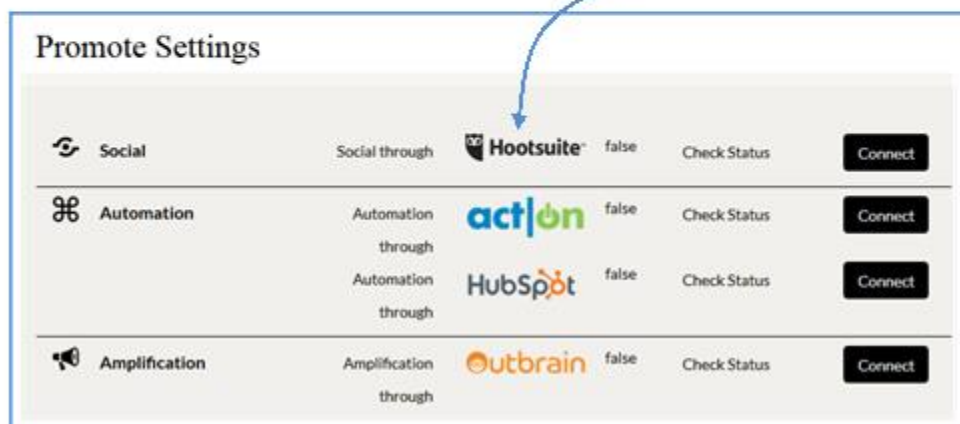 Promote Settings
Social Social through Hootsuite™ false Check Status Connect
Automation Automation through act|on false Check Status Connect
Automation through HubSpot false Check Status Connect
Amplification Amplification through Outbrain false Check Status Connect